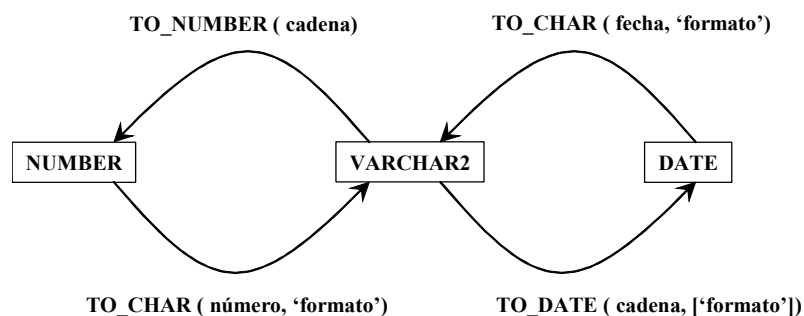 TO_NUMBER ( cadena)
TO_CHAR ( fecha, ‘formato’)
NUMBER
VARCHAR2
DATE
TO_CHAR ( número, ‘formato’)
TO_DATE ( cadena, [‘formato’])